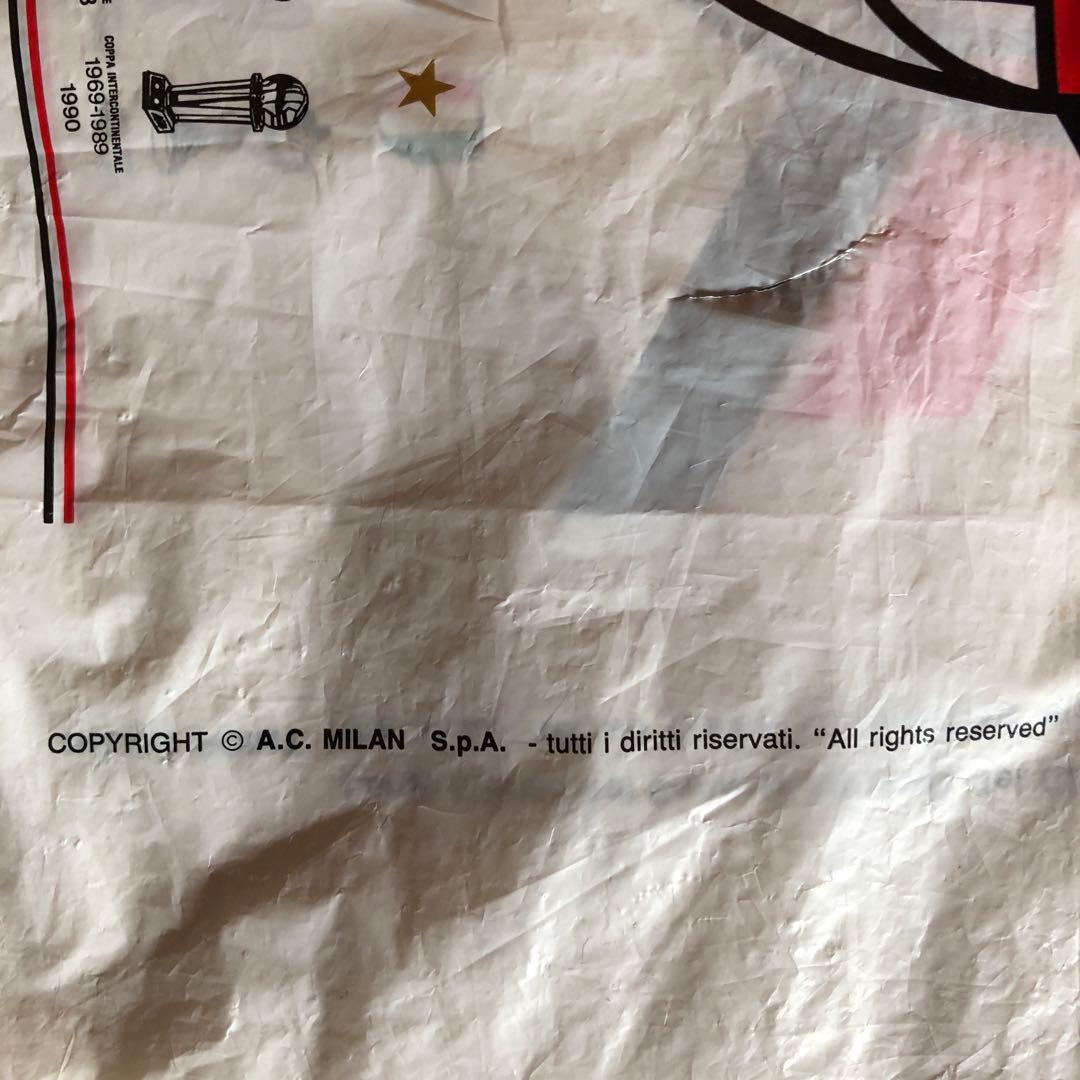 COPPA INTERCONTINENTALE
1969-1989
1990
COPYRIGHT © A.C. MILAN S.p.A. - tutti i diritti riservati. “All rights reserved”